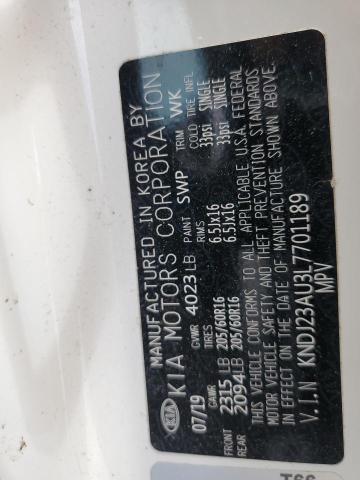 MANUFACTURED IN KOREA BY
KIA KIA MOTORS CORPORATION
07/19 GVWR 4023 LB PAINT SWP TRIM WK
GAWR TIRES RIMS COLD TIRE INFL
FRONT 2315 LB 205/60R16 6.5Jx16 33psi SINGLE
REAR 2094 LB 205/60R16 6.5Jx16 33psi SINGLE
THIS VEHICLE CONFORMS TO ALL APPLICABLE U.S.A. FEDERAL
MOTOR VEHICLE SAFETY AND THEFT PREVENTION STANDARDS
IN EFFECT ON THE DATE OF MANUFACTURE SHOWN ABOVE.
V.I.N KNDJ23AU3L7701189
MPV